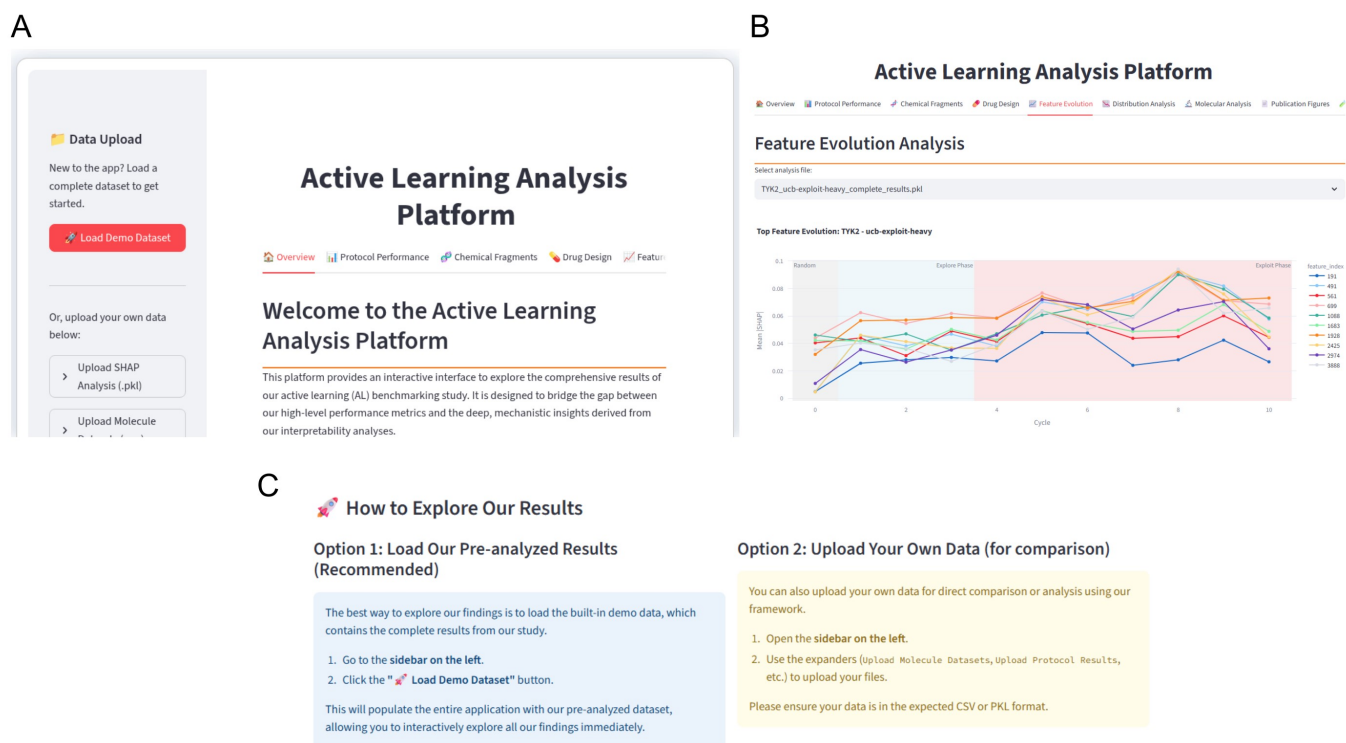 A
📁 Data Upload
New to the app? Load a
complete dataset to get
started.
🚀 Load Demo Dataset
Or, upload your own data
below:
Upload SHAP
Analysis (.pkl)
Upload Molecule
Active Learning Analysis
Platform
🏠 Overview 📊 Protocol Performance 🧬 Chemical Fragments 💊 Drug Design 📈 Featur
Welcome to the Active Learning
Analysis Platform
This platform provides an interactive interface to explore the comprehensive results of
our active learning (AL) benchmarking study. It is designed to bridge the gap between
our high-level performance metrics and the deep, mechanistic insights derived from
our interpretability analyses.
B
Active Learning Analysis Platform
Overview Protocol Performance Chemical Fragments Drug Design Feature Evolution Distribution Analysis Molecular Analysis Publication Figures
Feature Evolution Analysis
Select analysis file:
TYK2_ucb-exploit-heavy_complete_results.pkl
Top Feature Evolution: TYK2 - ucb-exploit-heavy
Random Explore Phase Exploit Phase
Mean |SHAP|
0.1
0.08
0.06
0.04
0.02
0
0 2 4 6 8 10
Cycle
feature_index
191
491
561
699
1088
1683
1928
2425
2974
3888
C
🚀 How to Explore Our Results
Option 1: Load Our Pre-analyzed Results
(Recommended)
The best way to explore our findings is to load the built-in demo data, which
contains the complete results from our study.
1. Go to the sidebar on the left.
2. Click the "🚀 Load Demo Dataset" button.
This will populate the entire application with our pre-analyzed dataset,
allowing you to interactively explore all our findings immediately.
Option 2: Upload Your Own Data (for comparison)
You can also upload your own data for direct comparison or analysis using our
framework.
1. Open the sidebar on the left.
2. Use the expanders (Upload Molecule Datasets, Upload Protocol Results,
etc.) to upload your files.
Please ensure your data is in the expected CSV or PKL format.